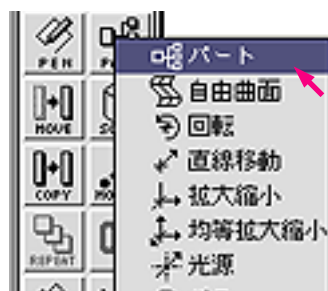 PEN
パート
自由曲面
MOVE
回転
直線移動
COPY
拡大縮小
均等拡大縮小
REPEAT
光源